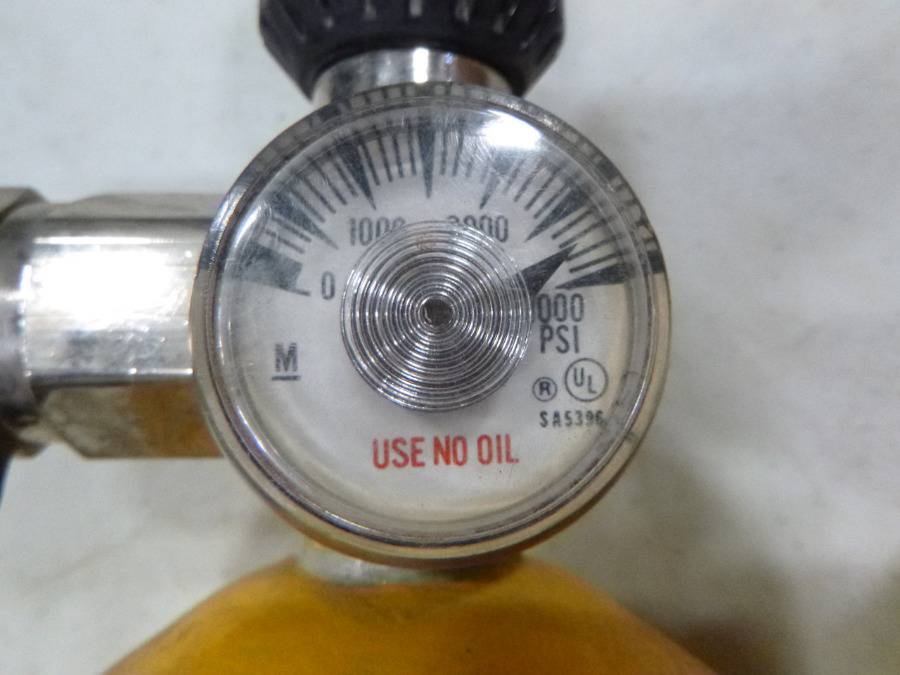 1000 2000
0
000
PSI
M
® UL
SA5396
USE NO OIL